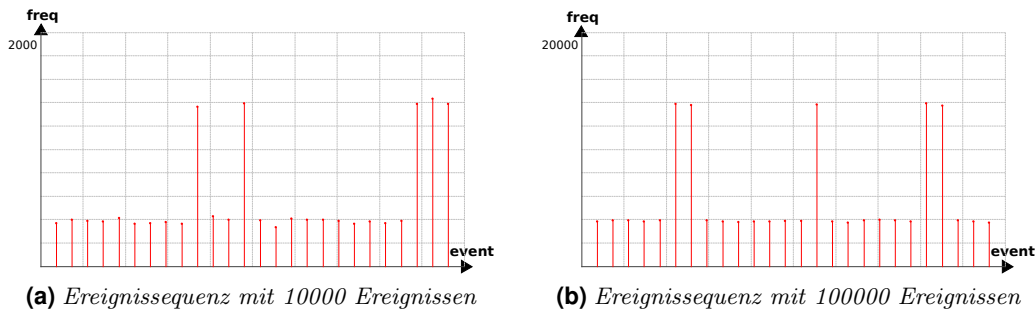 freq
2000
event
(a) Ereignissequenz mit 10000 Ereignissen
freq
20000
event
(b) Ereignissequenz mit 100000 Ereignissen